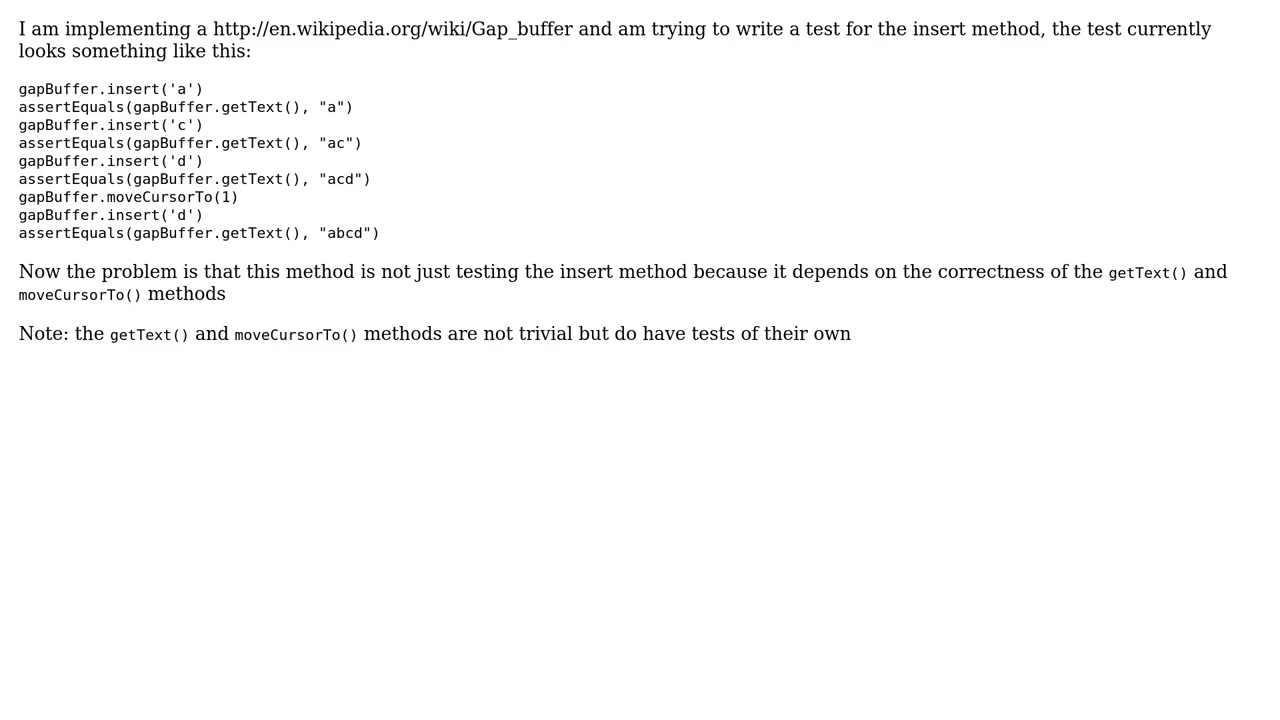 I am implementing a http://en.wikipedia.org/wiki/Gap_buffer and am trying to write a test for the insert method, the test currently
looks something like this:
gapBuffer.insert('a')
assertEquals(gapBuffer.getText(), "a")
gapBuffer.insert('c')
assertEquals(gapBuffer.getText(), "ac")
gapBuffer.insert('d')
assertEquals(gapBuffer.getText(), "acd")
gapBuffer.moveCursorTo(1)
gapBuffer.insert('d')
assertEquals(gapBuffer.getText(), "abcd")
Now the problem is that this method is not just testing the insert method because it depends on the correctness of the getText() and
moveCursorTo() methods
Note: the getText() and moveCursorTo() methods are not trivial but do have tests of their own